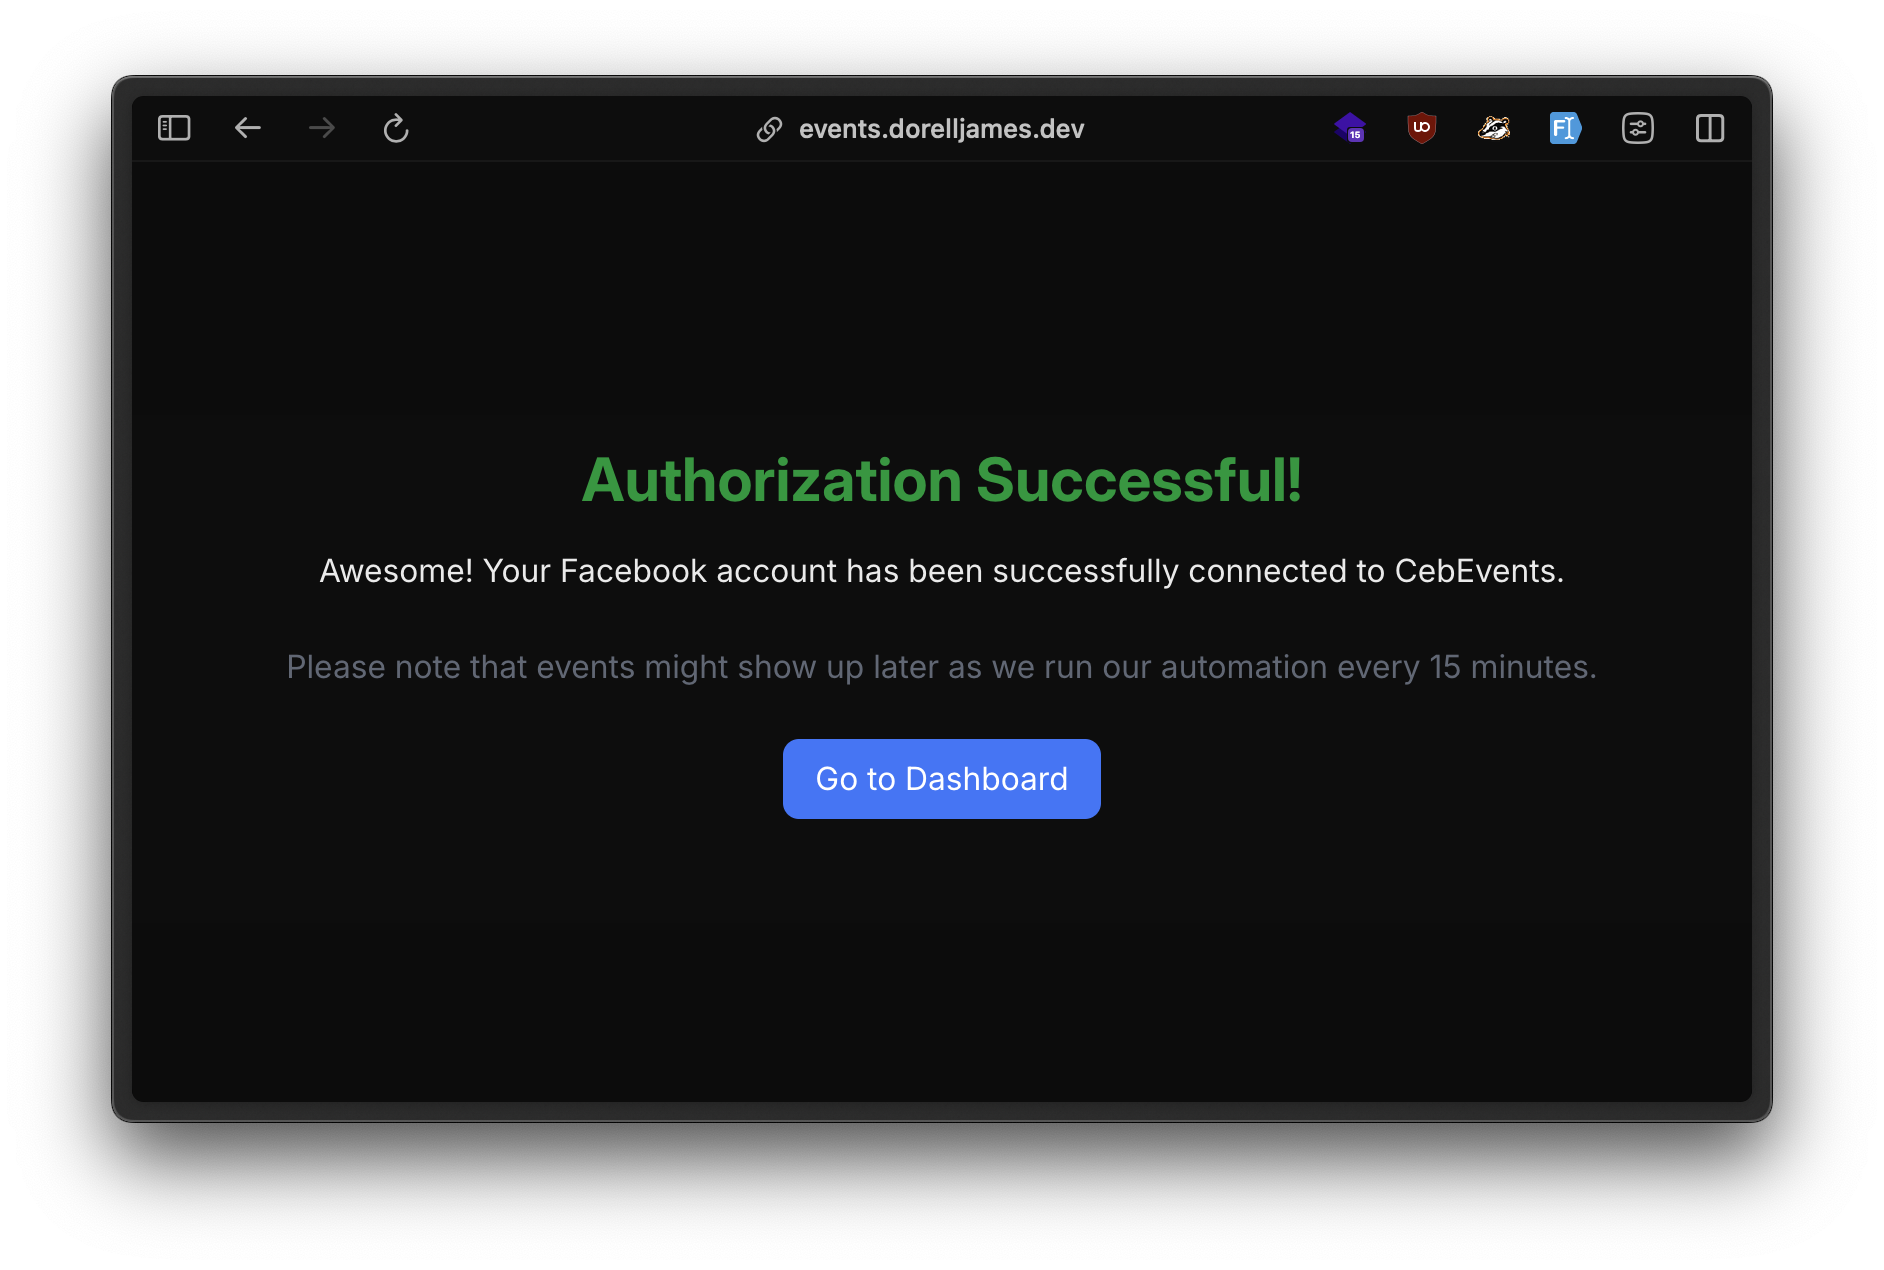 events.dorelljames.dev
15
uo
F
Authorization Successful!
Awesome! Your Facebook account has been successfully connected to CebEvents.
Please note that events might show up later as we run our automation every 15 minutes.
Go to Dashboard